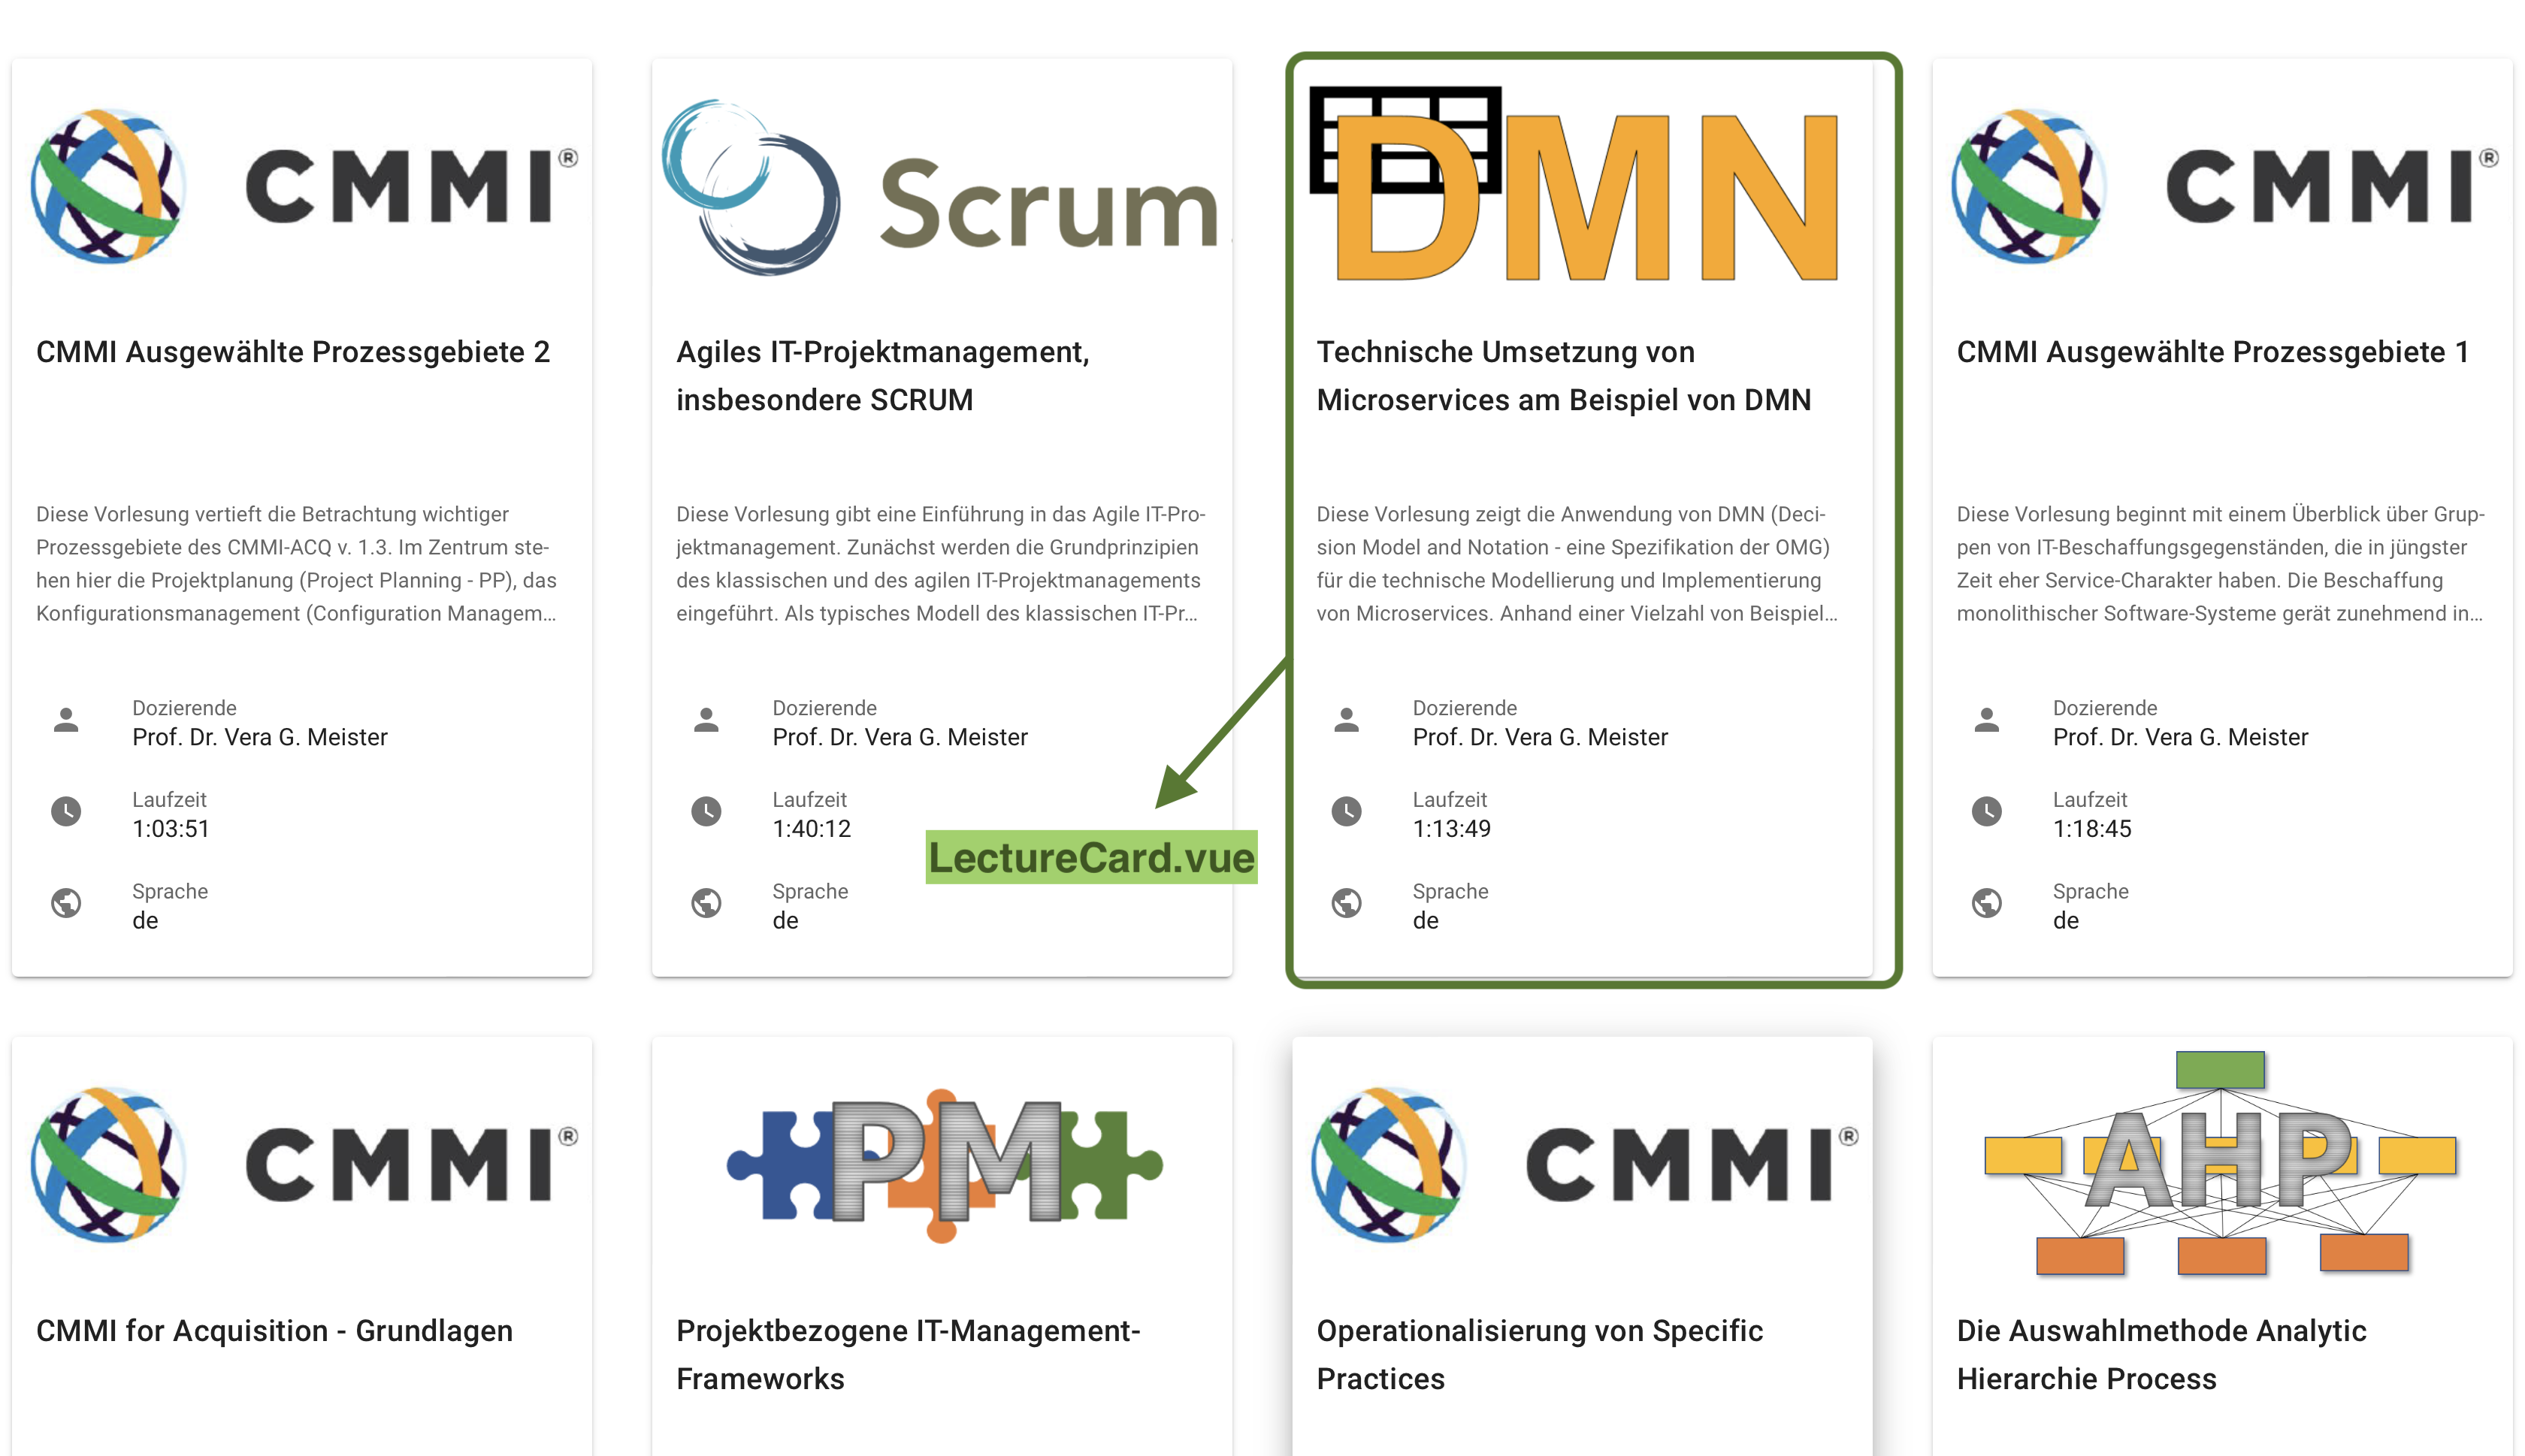 CMMI®
CMMI Ausgewählte Prozessgebiete 2
Diese Vorlesung vertieft die Betrachtung wichtiger
Prozessgebiete des CMMI-ACQ v. 1.3. Im Zentrum ste-
hen hier die Projektplanung (Project Planning - PP), das
Konfigurationsmanagement (Configuration Managem…
Dozierende
Prof. Dr. Vera G. Meister
Laufzeit
1:03:51
Sprache
de
Scrum
Agiles IT-Projektmanagement,
insbesondere SCRUM
Diese Vorlesung gibt eine Einführung in das Agile IT-Pro-
jektmanagement. Zunächst werden die Grundprinzipien
des klassischen und des agilen IT-Projektmanagements
eingeführt. Als typisches Modell des klassischen IT-Pr…
Dozierende
Prof. Dr. Vera G. Meister
Laufzeit
1:40:12
Sprache
de
LectureCard.vue
DMN
Technische Umsetzung von
Microservices am Beispiel von DMN
Diese Vorlesung zeigt die Anwendung von DMN (Deci-
sion Model and Notation - eine Spezifikation der OMG)
für die technische Modellierung und Implementierung
von Microservices. Anhand einer Vielzahl von Beispiel…
Dozierende
Prof. Dr. Vera G. Meister
Laufzeit
1:13:49
Sprache
de
CMMI®
CMMI Ausgewählte Prozessgebiete 1
Diese Vorlesung beginnt mit einem Überblick über Grup-
pen von IT-Beschaffungsgegenständen, die in jüngster
Zeit eher Service-Charakter haben. Die Beschaffung
monolithischer Software-Systeme gerät zunehmend in…
Dozierende
Prof. Dr. Vera G. Meister
Laufzeit
1:18:45
Sprache
de
CMMI®
CMMI for Acquisition - Grundlagen
PM
Projektbezogene IT-Management-
Frameworks
CMMI®
Operationalisierung von Specific
Practices
AHP
Die Auswahlmethode Analytic
Hierarchie Process